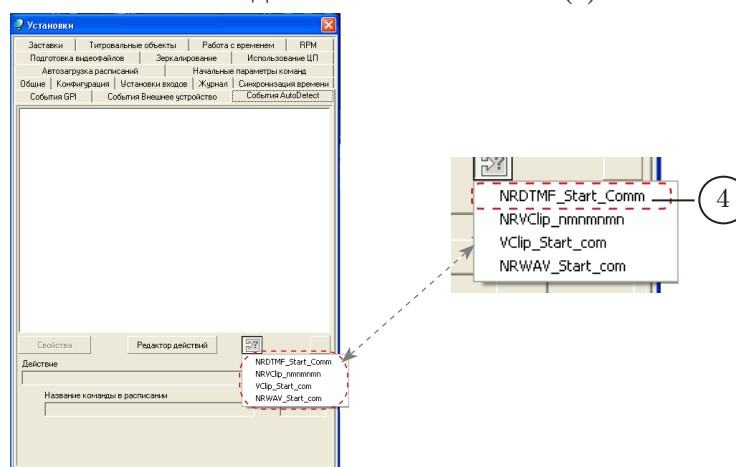 Установки
Заставки Титровальные объекты Работа с временем RPM
Подготовка видеофайлов Зеркалирование Использование ЦП
Автозагрузка расписаний Начальные параметры команд
Общие Конфигурация Установки входов Журнал Синхронизация времени
События GPI События Внешнее устройство События AutoDetect
Свойства Редактор действий
Действие
Название команды в расписании
NRDTMF_Start_Comm
NRVClip_nmnmnmn
VClip_Start_com
NRWAV_Start_com
NRDTMF_Start_Comm
NRVClip_nmnmnmn
VClip_Start_com
NRWAV_Start_com
4